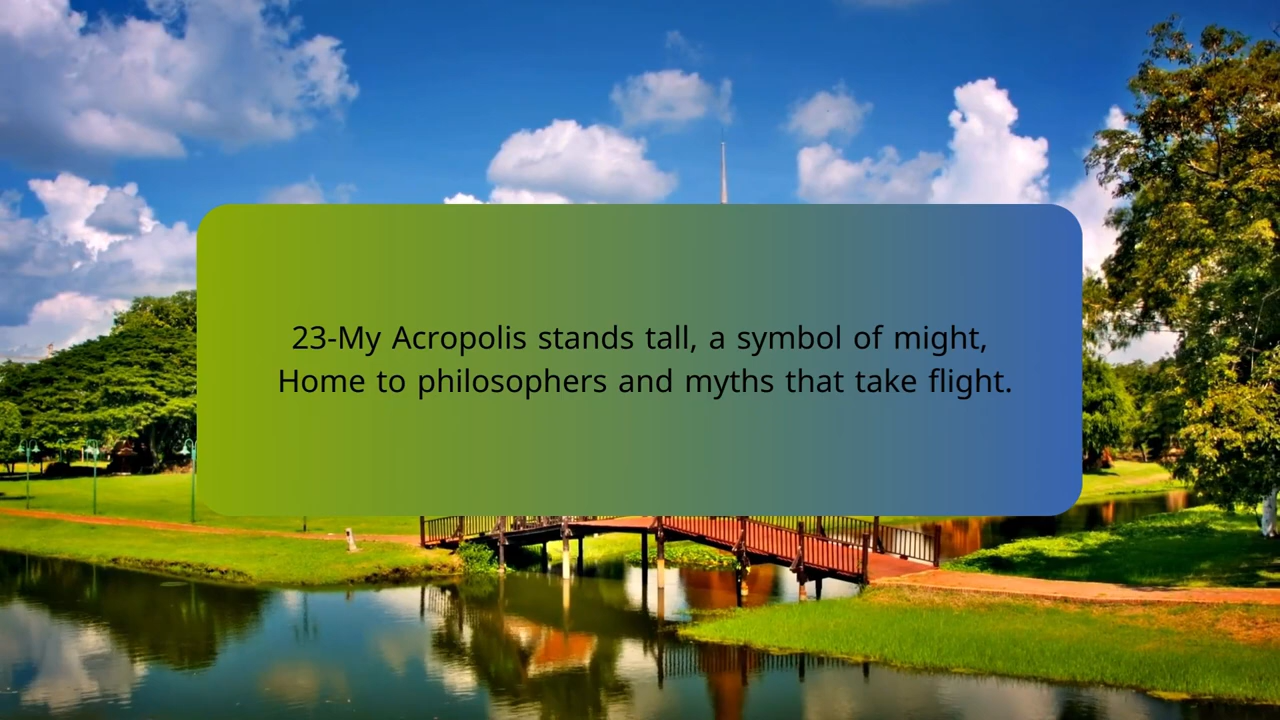 23-My Acropolis stands tall, a symbol of might,
Home to philosophers and myths that take flight.